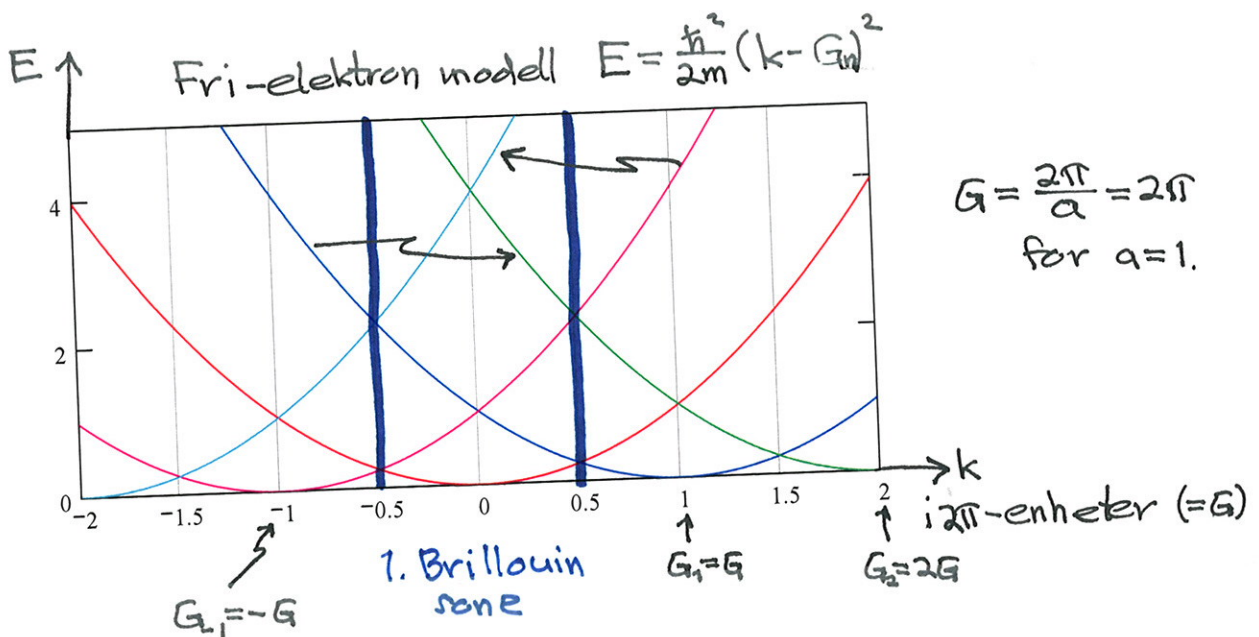 E
Fri-elektron modell E = ℏ²/2m (k-Gₙ)²
4
2
0
G = 2π/a = 2π
for a=1.
-2 -1.5 -1 -0.5 0 0.5 1 1.5 2
k
i 2π-enheter (=G)
G₋₁=-G
1. Brillouin
sone
G₁=G
G₂=2G